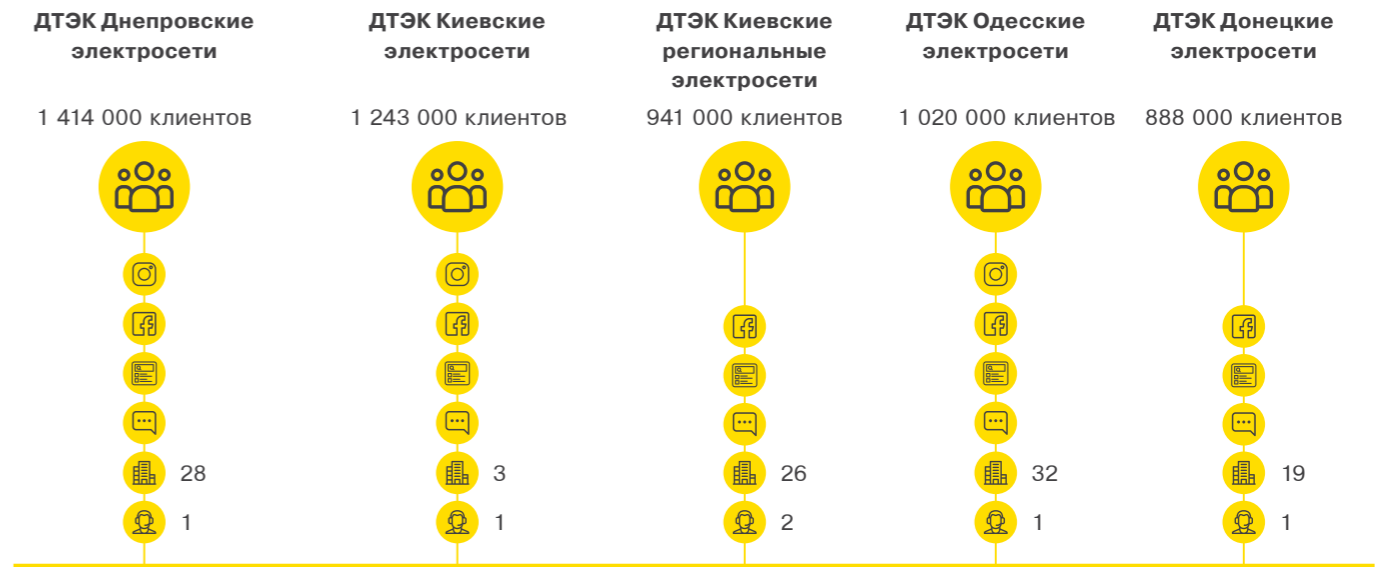 ДТЭК Днепровские
электросети
1 414 000 клиентов
28
1
ДТЭК Киевские
электросети
1 243 000 клиентов
3
1
ДТЭК Киевские
региональные
электросети
941 000 клиентов
26
2
ДТЭК Одесские
электросети
1 020 000 клиентов
32
1
ДТЭК Донецкие
электросети
888 000 клиентов
19
1